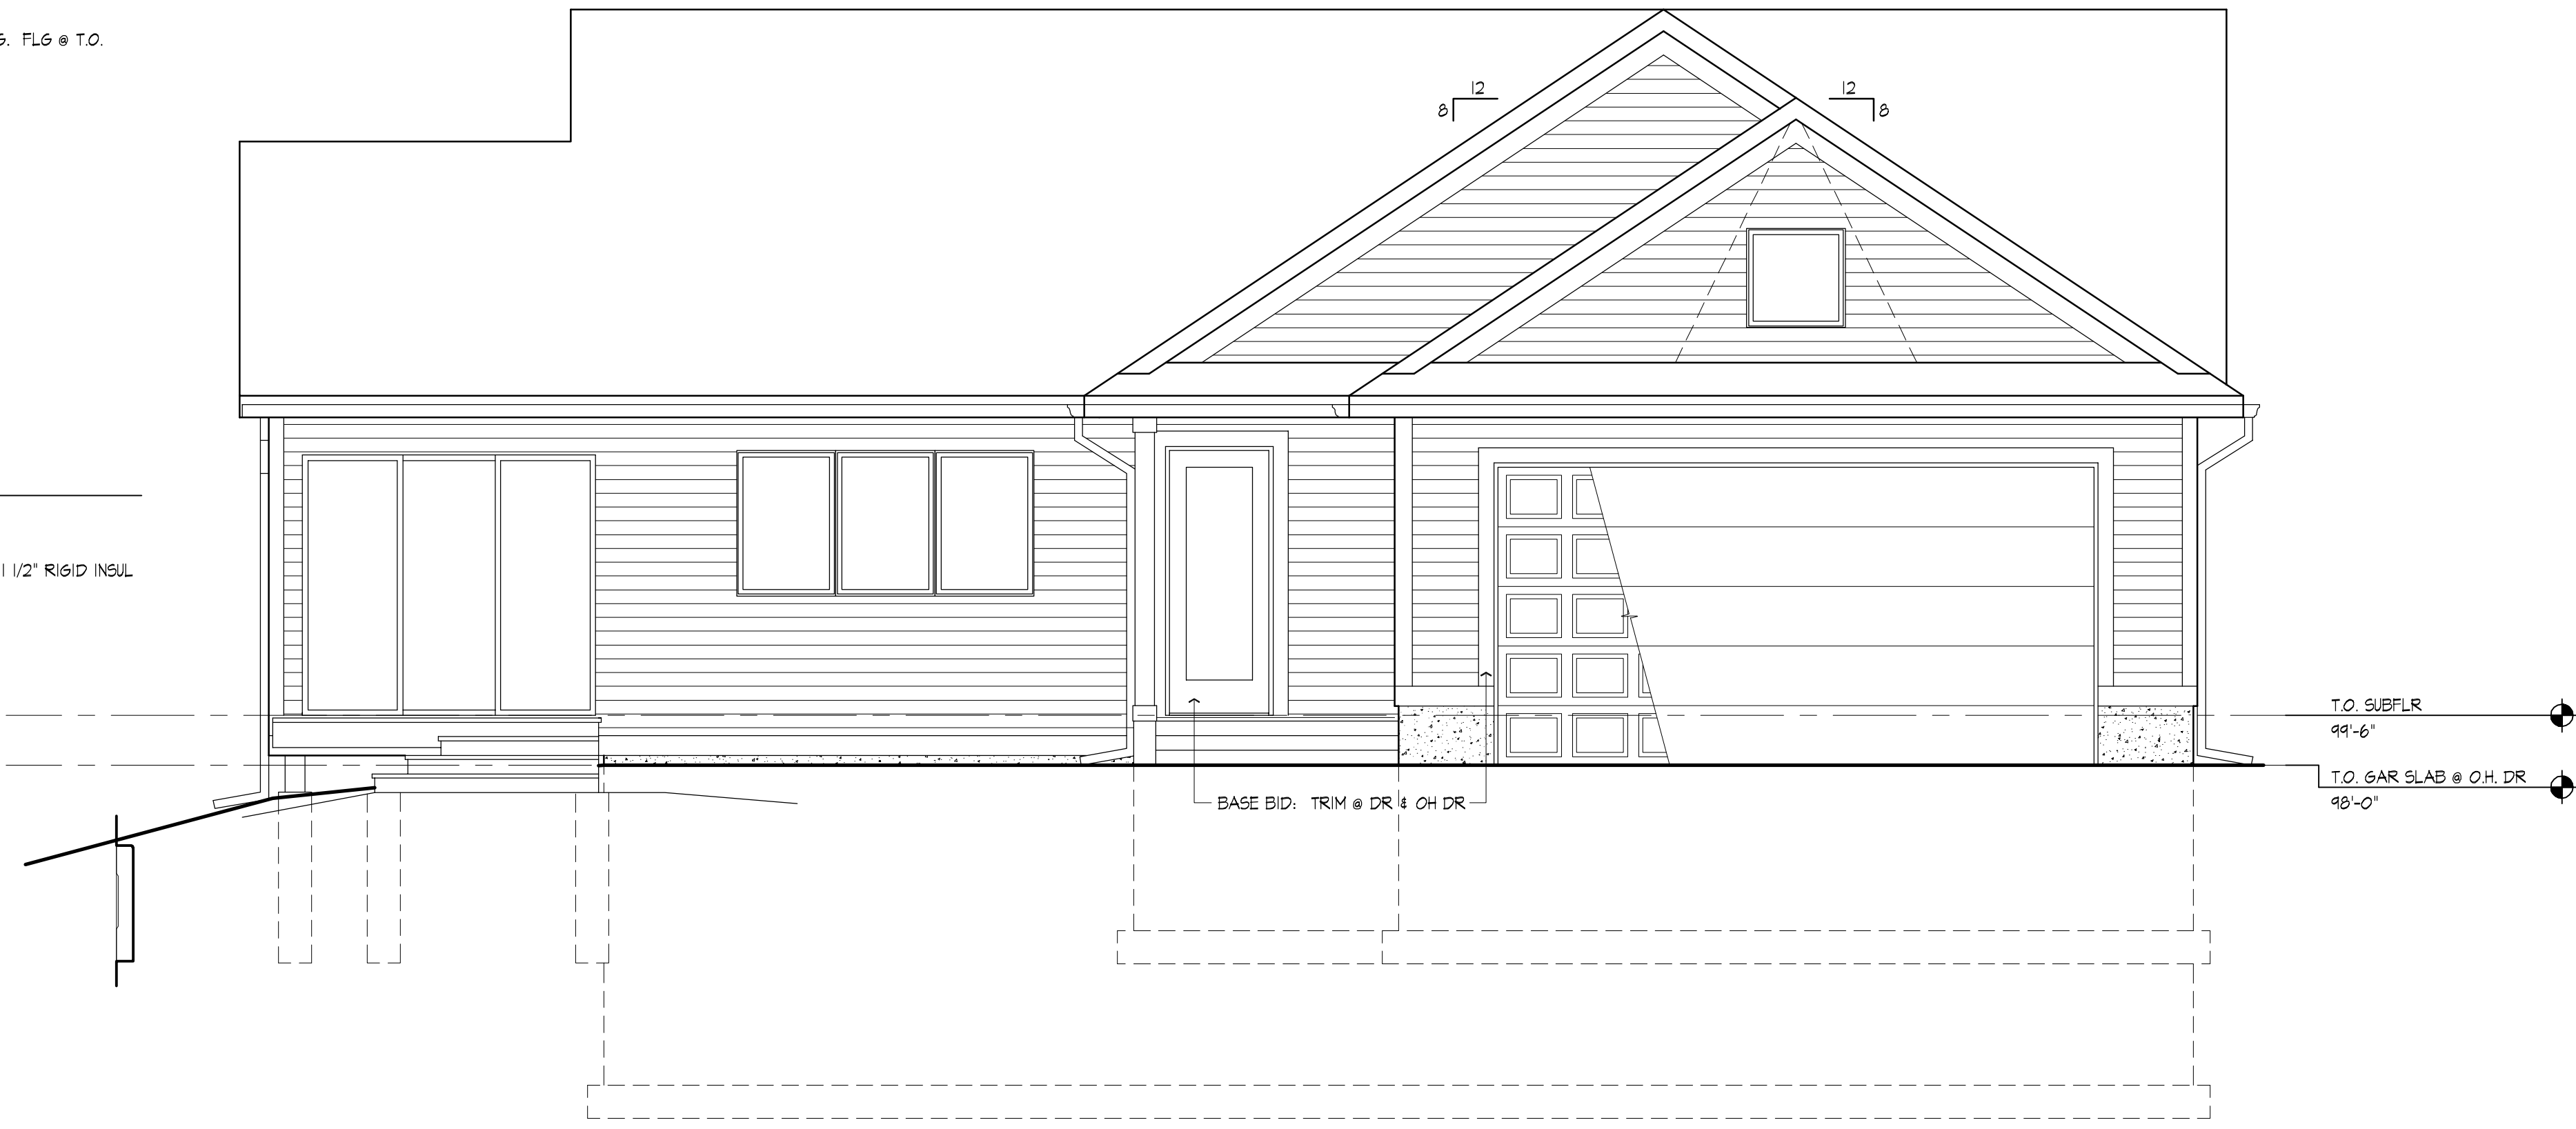 G. FLG @ T.O.
12
8
12
8
1 1/2" RIGID INSUL
T.O. SUBFLR
99'-6"
T.O. GAR SLAB @ O.H. DR
98'-0"
BASE BID: TRIM @ DR & OH DR